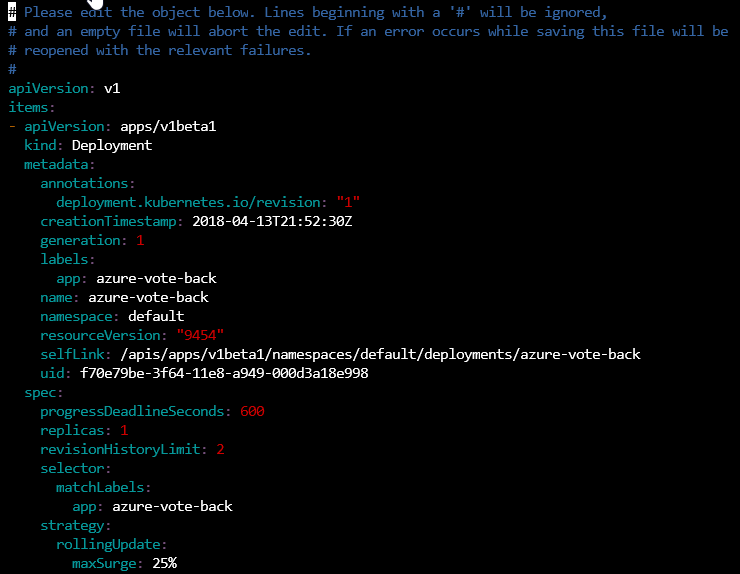 # Please edit the object below. Lines beginning with a '#' will be ignored,
# and an empty file will abort the edit. If an error occurs while saving this file will be
# reopened with the relevant failures.
#
apiVersion: v1
items:
- apiVersion: apps/v1beta1
  kind: Deployment
  metadata:
    annotations:
      deployment.kubernetes.io/revision: "1"
    creationTimestamp: 2018-04-13T21:52:30Z
    generation: 1
    labels:
      app: azure-vote-back
    name: azure-vote-back
    namespace: default
    resourceVersion: "9454"
    selfLink: /apis/apps/v1beta1/namespaces/default/deployments/azure-vote-back
    uid: f70e79be-3f64-11e8-a949-000d3a18e998
  spec:
    progressDeadlineSeconds: 600
    replicas: 1
    revisionHistoryLimit: 2
    selector:
      matchLabels:
        app: azure-vote-back
    strategy:
      rollingUpdate:
        maxSurge: 25%